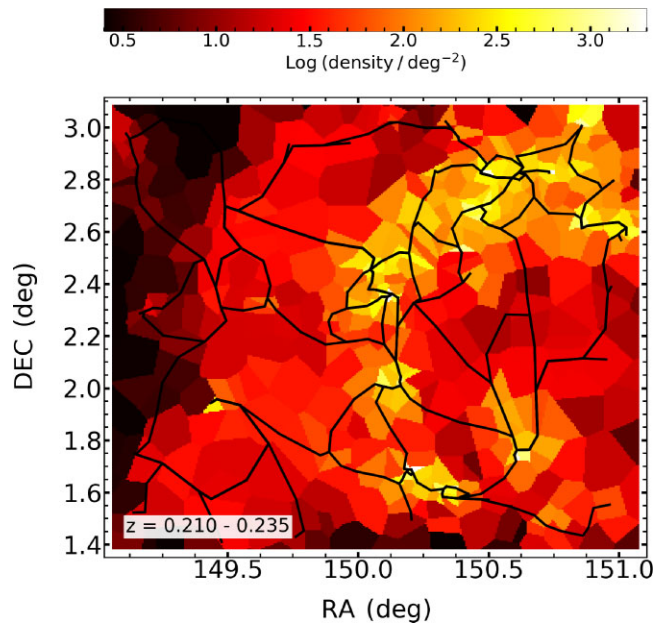 0.5 1.0 1.5 2.0 2.5 3.0
Log (density / deg⁻²)
3.0
2.8
2.6
2.4
2.2
2.0
1.8
1.6
1.4
DEC (deg)
z = 0.210 - 0.235
149.5 150.0 150.5 151.0
RA (deg)